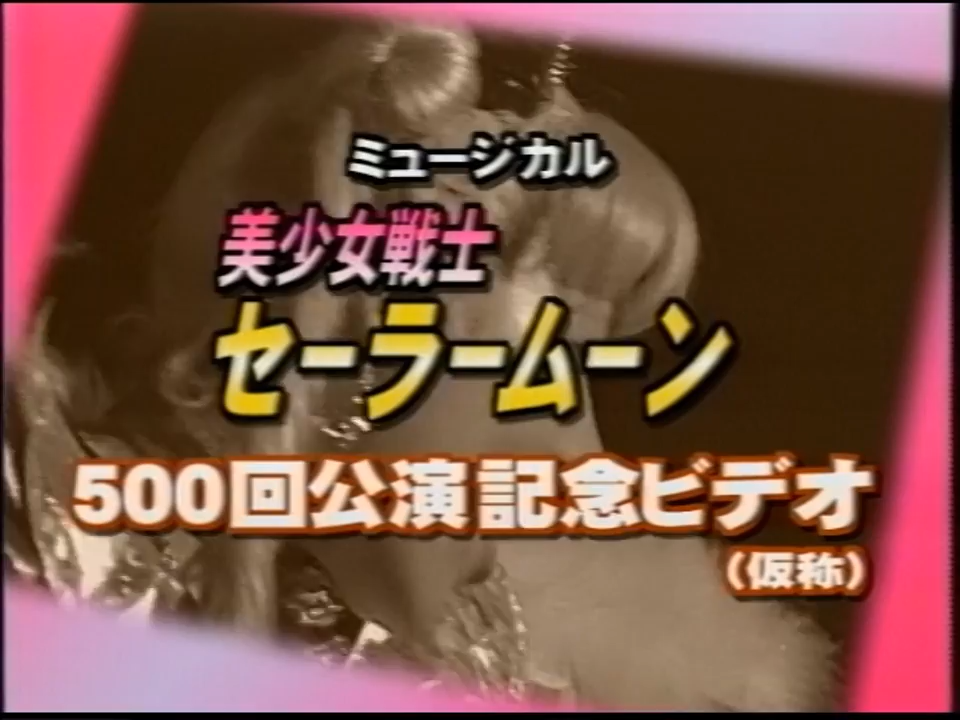 ミュージカル
美少女戦士
セーラームーン
500回公演記念ビデオ
（仮称）